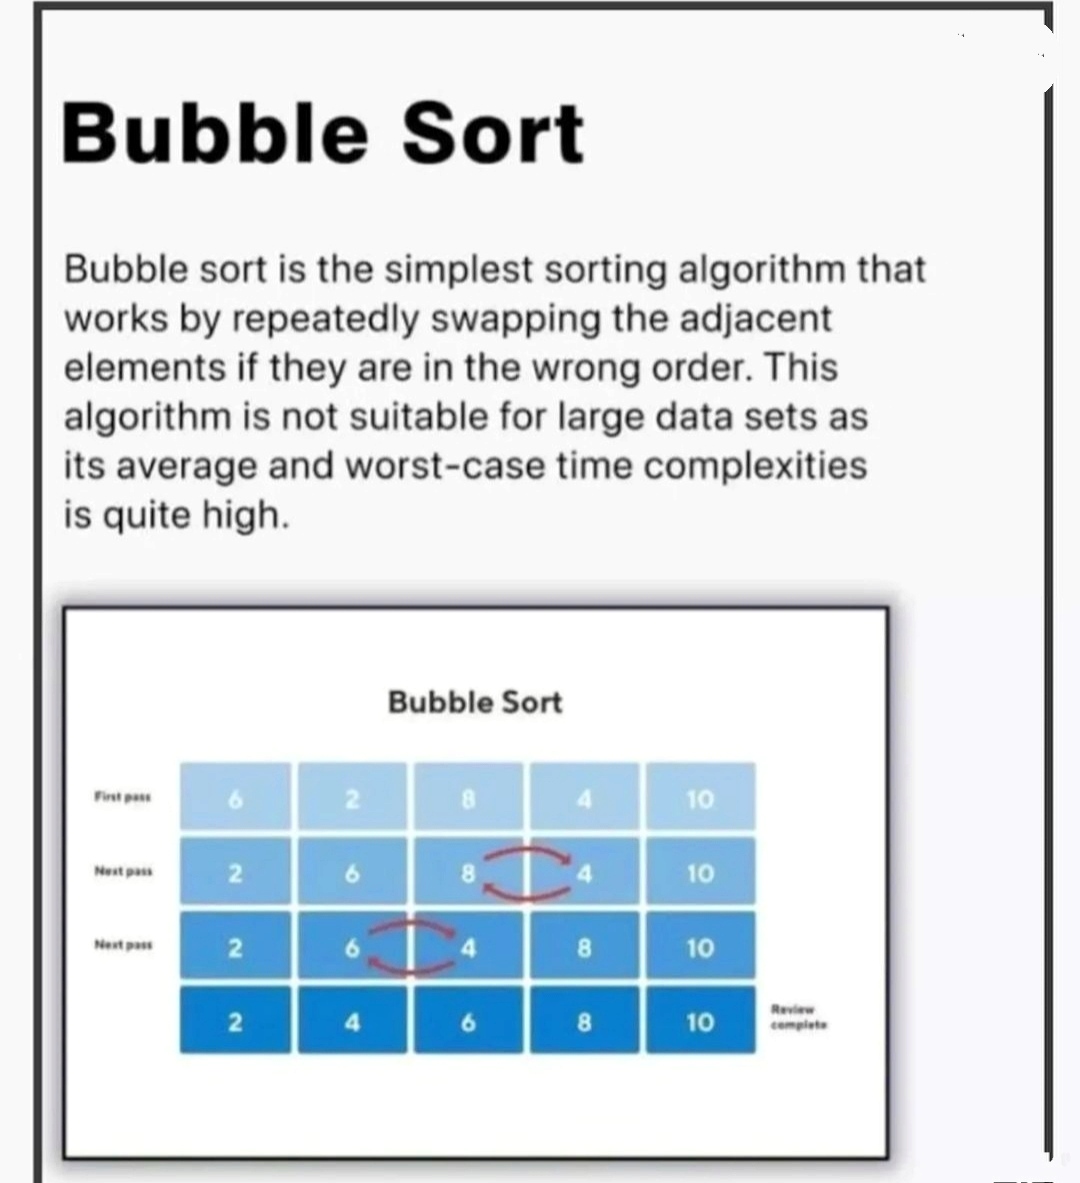 Bubble Sort
Bubble sort is the simplest sorting algorithm that
works by repeatedly swapping the adjacent
elements if they are in the wrong order. This
algorithm is not suitable for large data sets as
its average and worst-case time complexities
is quite high.
Bubble Sort
First pass 6 2 8 4 10
Next pass 2 6 8 4 10
Next pass 2 6 4 8 10
2 4 6 8 10 Review
complete